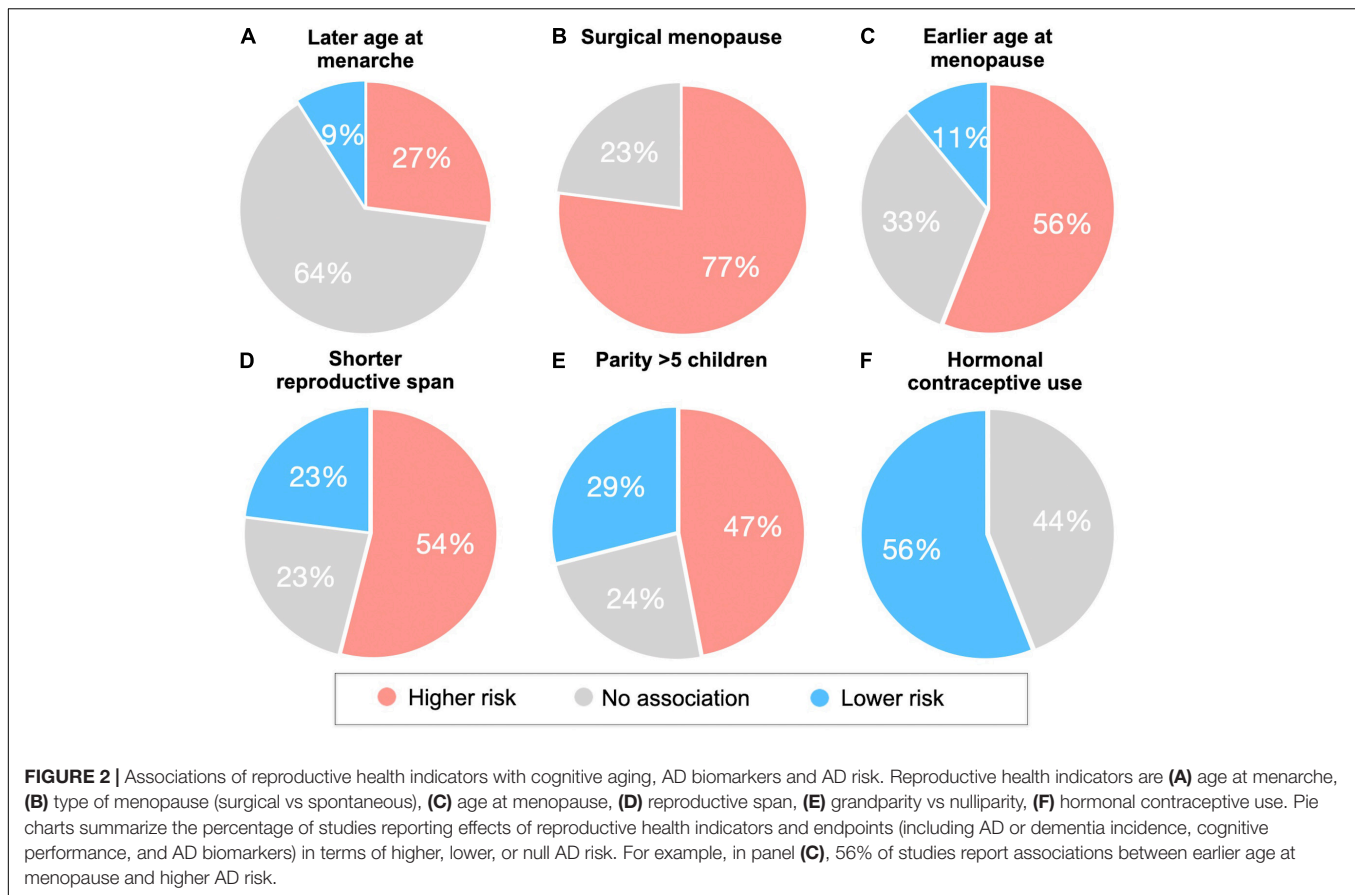 A
Later age at
menarche
9%
27%
64%
B
Surgical menopause
23%
77%
C
Earlier age at
menopause
11%
33%
56%
D
Shorter
reproductive span
23%
54%
23%
E
Parity >5 children
29%
47%
24%
F
Hormonal
contraceptive use
56%
44%
Higher risk
No association
Lower risk
FIGURE 2 | Associations of reproductive health indicators with cognitive aging, AD biomarkers and AD risk. Reproductive health indicators are (A) age at menarche,
(B) type of menopause (surgical vs spontaneous), (C) age at menopause, (D) reproductive span, (E) grandparity vs nulliparity, (F) hormonal contraceptive use. Pie
charts summarize the percentage of studies reporting effects of reproductive health indicators and endpoints (including AD or dementia incidence, cognitive
performance, and AD biomarkers) in terms of higher, lower, or null AD risk. For example, in panel (C), 56% of studies report associations between earlier age at
menopause and higher AD risk.